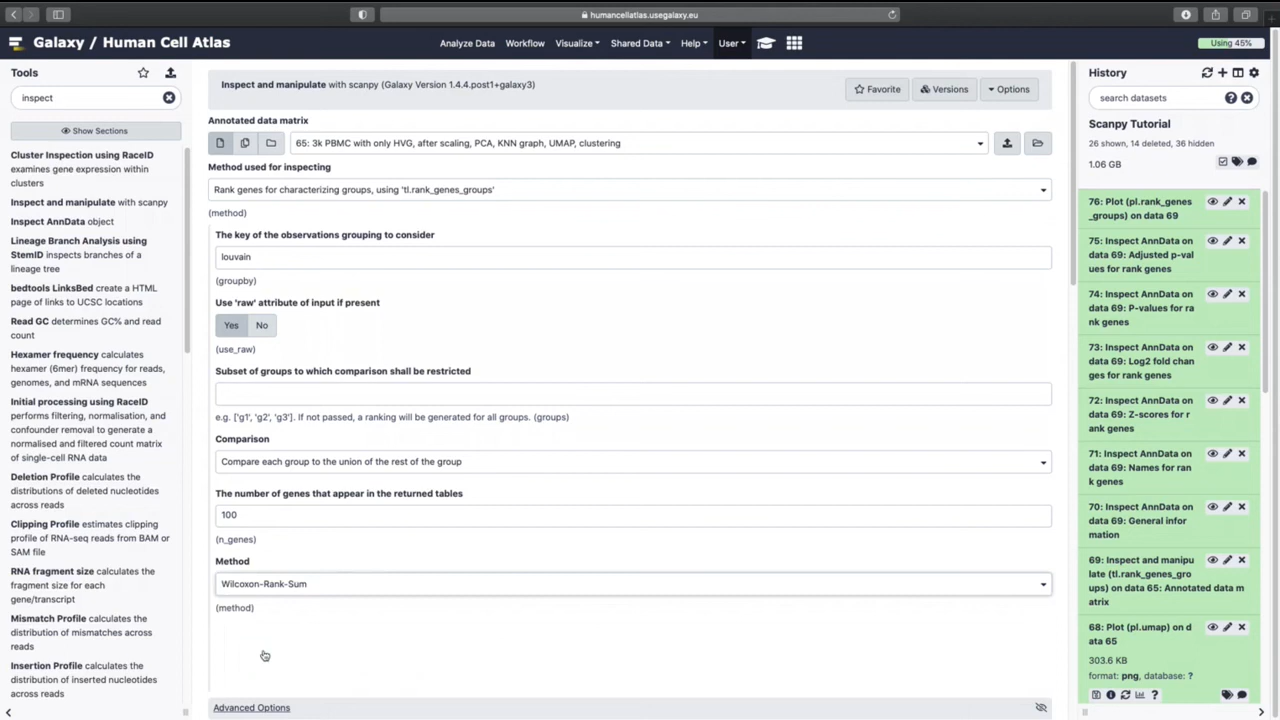 humancellatlas.usegalaxy.eu
Galaxy / Human Cell Atlas
Analyze Data Workflow Visualize Shared Data Help User
Using 45%
Tools
inspect
Show Sections
Cluster Inspection using RaceID
examines gene expression within
clusters
Inspect and manipulate with scanpy
Inspect AnnData object
Lineage Branch Analysis using
StemID inspects branches of a
lineage tree
bedtools LinksBed create a HTML
page of links to UCSC locations
Read GC determines GC% and read
count
Hexamer frequency calculates
hexamer (6mer) frequency for reads,
genomes, and mRNA sequences
Initial processing using RaceID
performs filtering, normalisation, and
confounder removal to generate a
normalised and filtered count matrix
of single-cell RNA data
Deletion Profile calculates the
distributions of deleted nucleotides
across reads
Clipping Profile estimates clipping
profile of RNA-seq reads from BAM or
SAM file
RNA fragment size calculates the
fragment size for each
gene/transcript
Mismatch Profile calculates the
distribution of mismatches across
reads
Insertion Profile calculates the
distribution of inserted nucleotides
across reads
Inspect and manipulate with scanpy (Galaxy Version 1.4.4.post1+galaxy3)
Favorite
Versions
Options
Annotated data matrix
65: 3k PBMC with only HVG, after scaling, PCA, KNN graph, UMAP, clustering
Method used for inspecting
Rank genes for characterizing groups, using 'tl.rank_genes_groups'
(method)
The key of the observations grouping to consider
louvain
(groupby)
Use 'raw' attribute of input if present
Yes No
(use_raw)
Subset of groups to which comparison shall be restricted
e.g. ['g1', 'g2', 'g3']. If not passed, a ranking will be generated for all groups. (groups)
Comparison
Compare each group to the union of the rest of the group
The number of genes that appear in the returned tables
100
(n_genes)
Method
Wilcoxon-Rank-Sum
(method)
Advanced Options
History
search datasets
Scanpy Tutorial
26 shown, 14 deleted, 36 hidden
1.06 GB
76: Plot (pl.rank_genes
_groups) on data 69
75: Inspect AnnData on
data 69: Adjusted p-val
ues for rank genes
74: Inspect AnnData on
data 69: P-values for ra
nk genes
73: Inspect AnnData on
data 69: Log2 fold chan
ges for rank genes
72: Inspect AnnData on
data 69: Z-scores for r
ank genes
71: Inspect AnnData on
data 69: Names for ran
k genes
70: Inspect AnnData on
data 69: General infor
mation
69: Inspect and manipu
late (tl.rank_genes_gro
ups) on data 65: Annotated data m
atrix
68: Plot (pl.umap) on d
ata 65
303.6 KB
format: png, database: ?